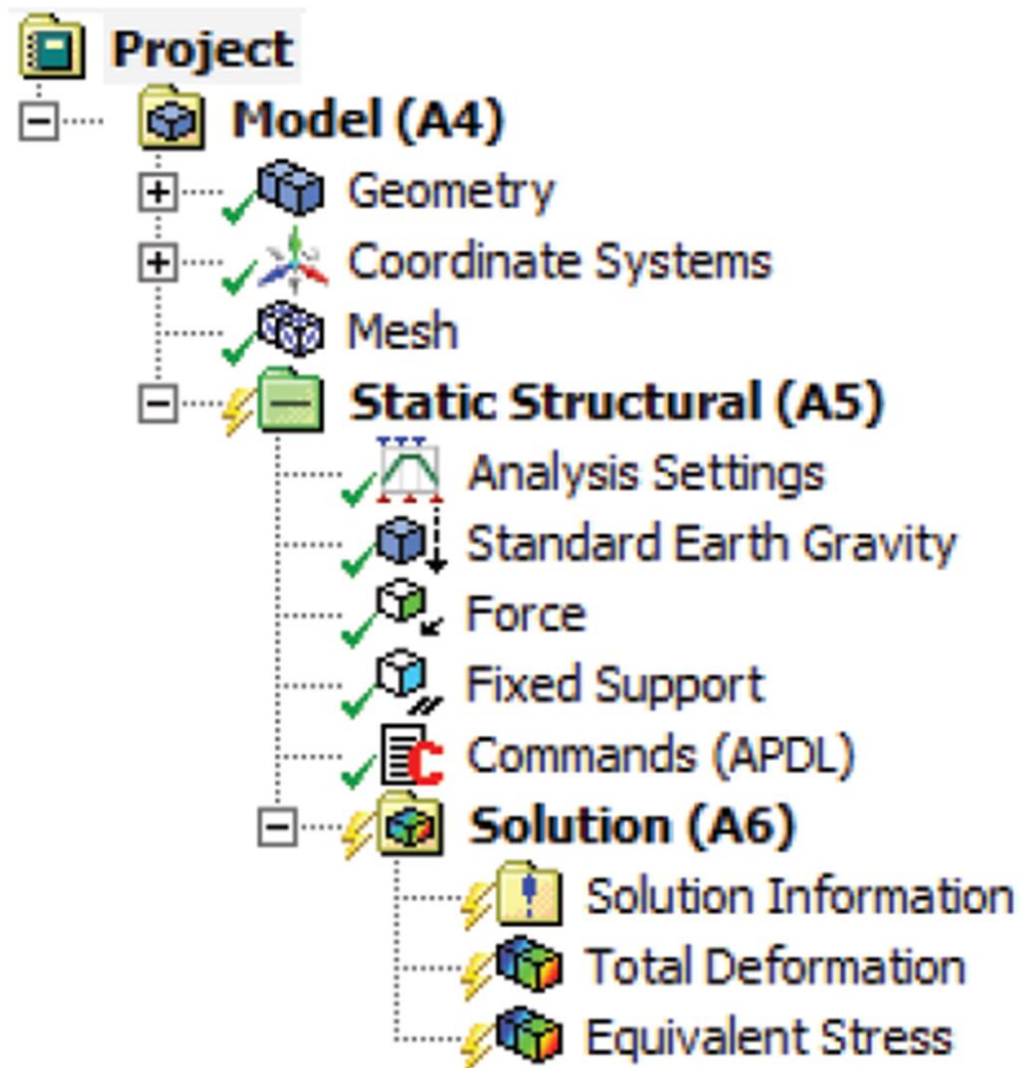 Project
Model (A4)
Geometry
Coordinate Systems
Mesh
Static Structural (A5)
Analysis Settings
Standard Earth Gravity
Force
Fixed Support
Commands (APDL)
Solution (A6)
Solution Information
Total Deformation
Equivalent Stress